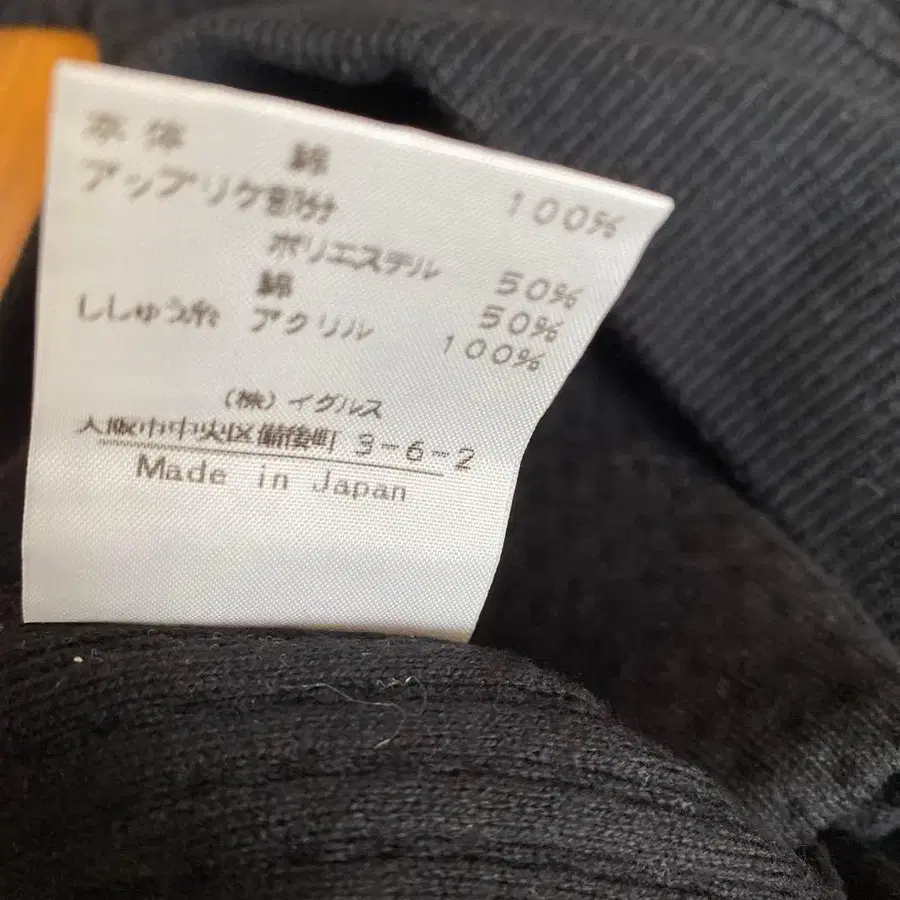 本体 綿 100%
アップリケ部分
ポリエステル 50%
綿 50%
ししゅう糸 アクリル 100%
(株)イグルス
大阪市中央区備後町 3-6-2
Made in Japan